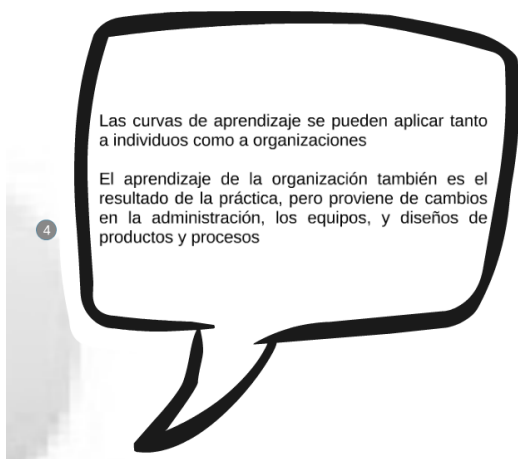 Las curvas de aprendizaje se pueden aplicar tanto
a individuos como a organizaciones
El aprendizaje de la organización también es el
resultado de la práctica, pero proviene de cambios
en la administración, los equipos, y diseños de
productos y procesos
4